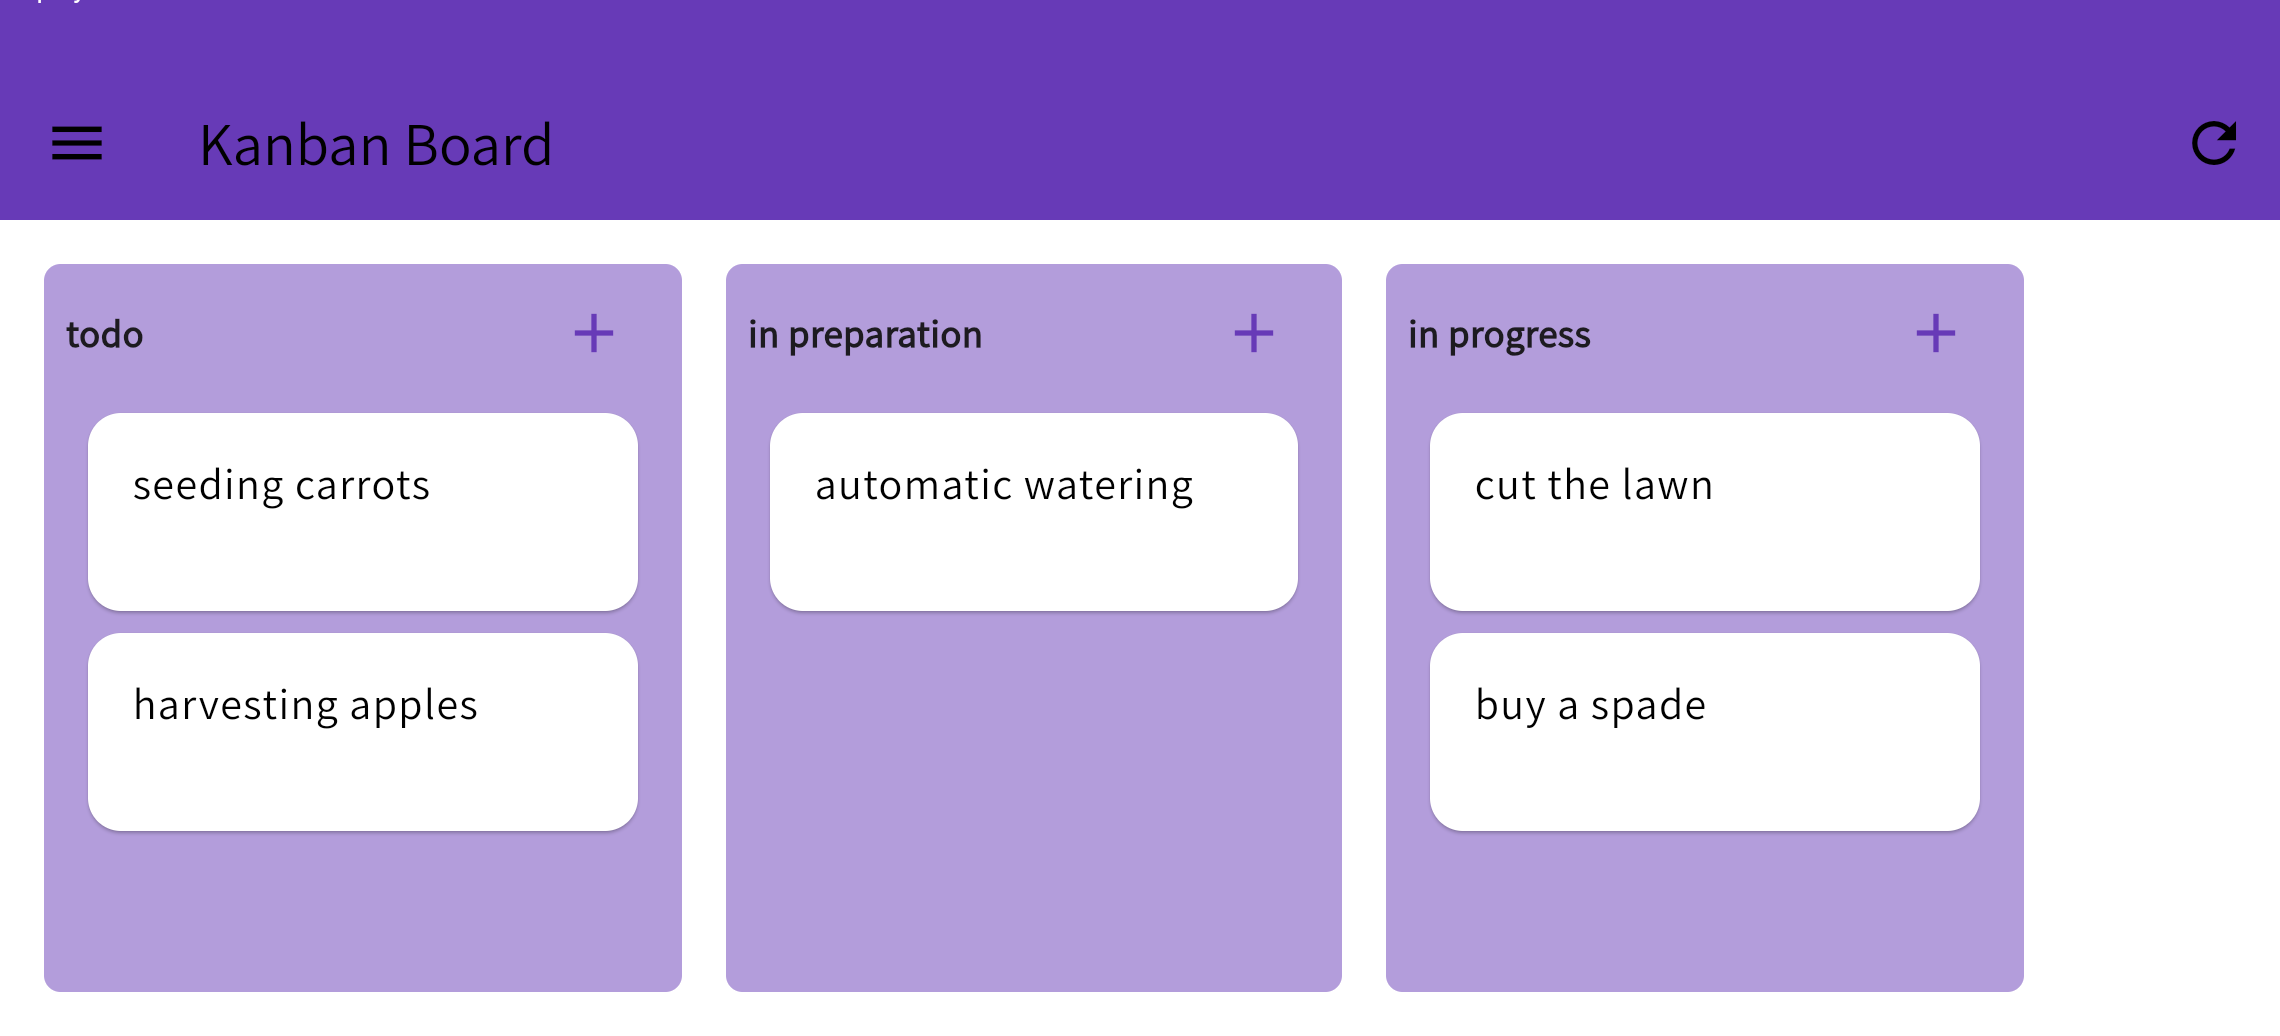 Kanban Board
todo
in preparation
in progress
seeding carrots
automatic watering
cut the lawn
harvesting apples
buy a spade